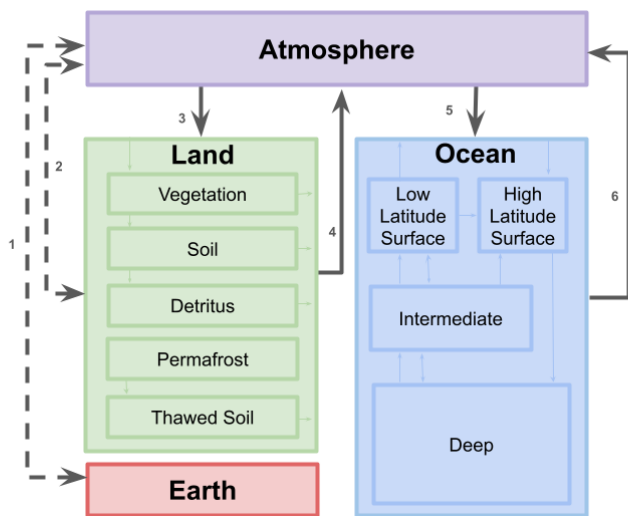 Atmosphere
1
2
3
4
5
6
Land
Vegetation
Soil
Detritus
Permafrost
Thawed Soil
Earth
Ocean
Low
Latitude
Surface
High
Latitude
Surface
Intermediate
Deep